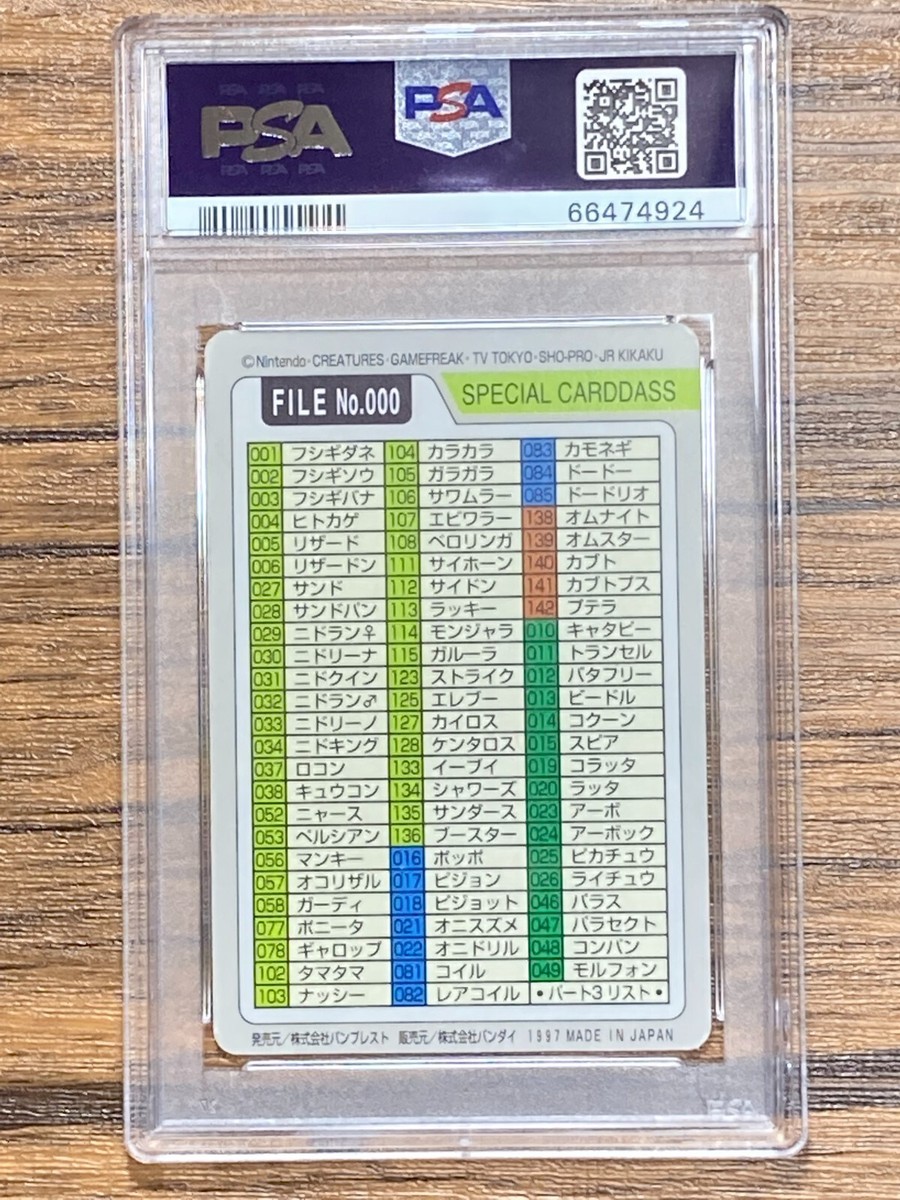 PSA
PSA
66474924
©Nintendo・CREATURES・GAMEFREAK・TV TOKYO・SHO-PRO・JR KIKAKU
FILE No.000
SPECIAL CARDDASS
001 フシギダネ 104 カラカラ 083 カモネギ
002 フシギソウ 105 ガラガラ 084 ドードー
003 フシギバナ 106 サワムラー 085 ドードリオ
004 ヒトカゲ 107 エビワラー 138 オムナイト
005 リザード 108 ベロリンガ 139 オムスター
006 リザードン 111 サイホーン 140 カブト
027 サンド 112 サイドン 141 カブトプス
028 サンドパン 113 ラッキー 142 プテラ
029 ニドラン♀ 114 モンジャラ 010 キャタピー
030 ニドリーナ 115 ガルーラ 011 トランセル
031 ニドクイン 123 ストライク 012 バタフリー
032 ニドラン♂ 125 エレブー 013 ビードル
033 ニドリーノ 127 カイロス 014 コクーン
034 ニドキング 128 ケンタロス 015 スピア
037 ロコン 133 イーブイ 019 コラッタ
038 キュウコン 134 シャワーズ 020 ラッタ
052 ニャース 135 サンダース 023 アーボ
053 ペルシアン 136 ブースター 024 アーボック
056 マンキー 016 ポッポ 025 ピカチュウ
057 オコリザル 017 ピジョン 026 ライチュウ
058 ガーディ 018 ピジョット 046 パラス
077 ポニータ 021 オニスズメ 047 パラセクト
078 ギャロップ 022 オニドリル 048 コンパン
102 タマタマ 081 コイル 049 モルフォン
103 ナッシー 082 レアコイル •パート3リスト•
発売元/株式会社バンプレスト 販売元/株式会社バンダイ 1997 MADE IN JAPAN